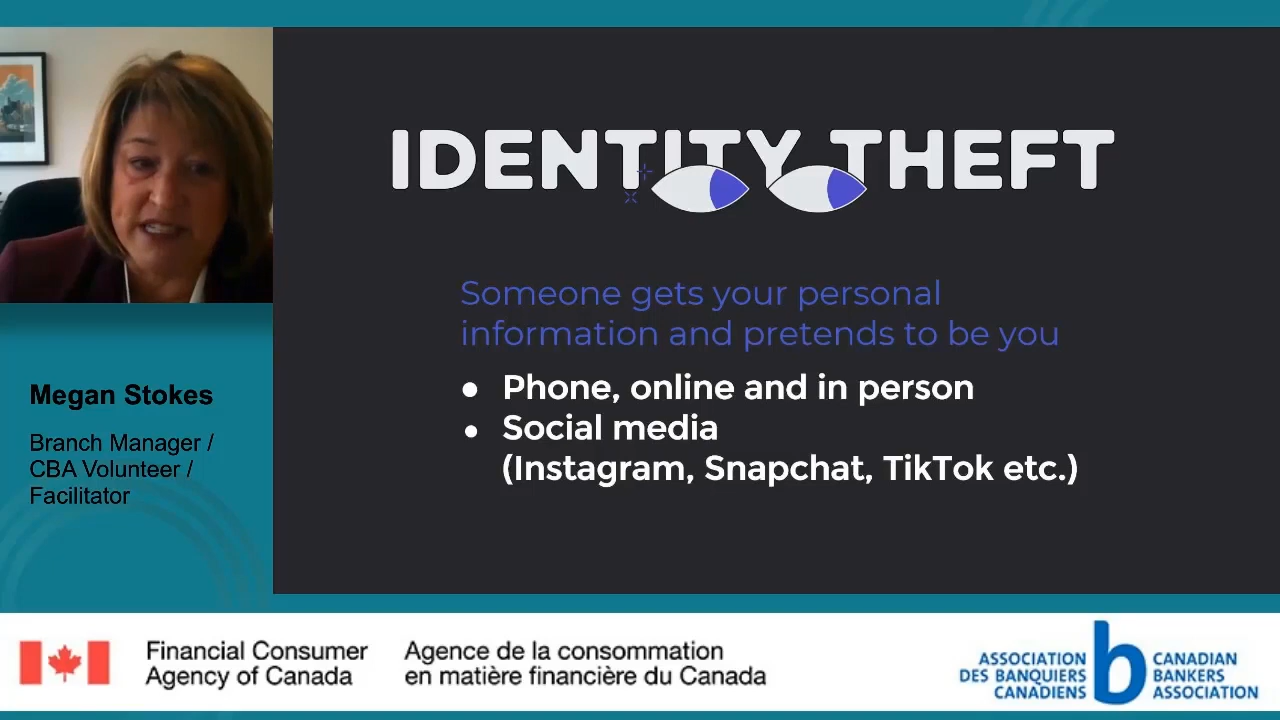 IDENTITY THEFT
Someone gets your personal
information and pretends to be you
● Phone, online and in person
● Social media
(Instagram, Snapchat, TikTok etc.)
Megan Stokes
Branch Manager /
CBA Volunteer /
Facilitator
Financial Consumer
Agency of Canada
Agence de la consommation
en matière financière du Canada
ASSOCIATION
DES BANQUIERS
CANADIENS
b
CANADIAN
BANKERS
ASSOCIATION